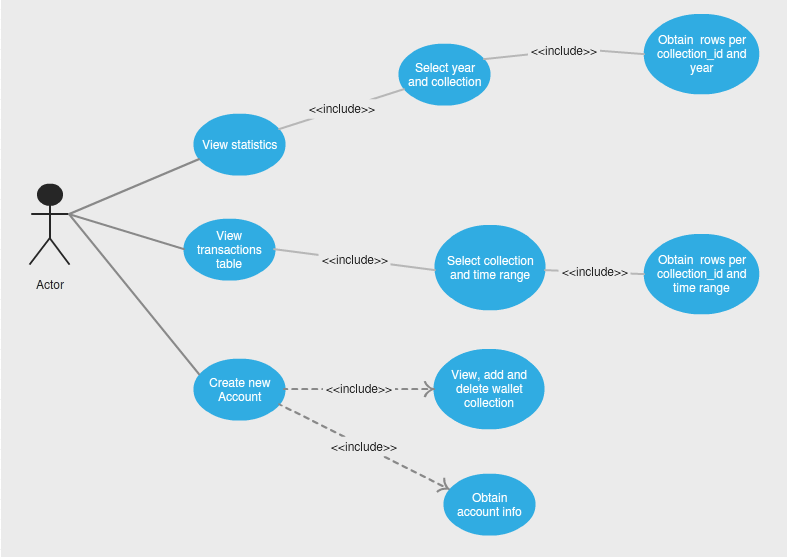 Obtain rows per
collection_id and
year
<<include>>
Select year
and collection
<<include>>
View statistics
View
transactions
table
<<include>>
Select collection
and time range
<<include>>
Obtain rows per
collection_id and
time range
Actor
Create new
Account
<<include>>
View, add and
delete wallet
collection
<<include>>
Obtain
account info